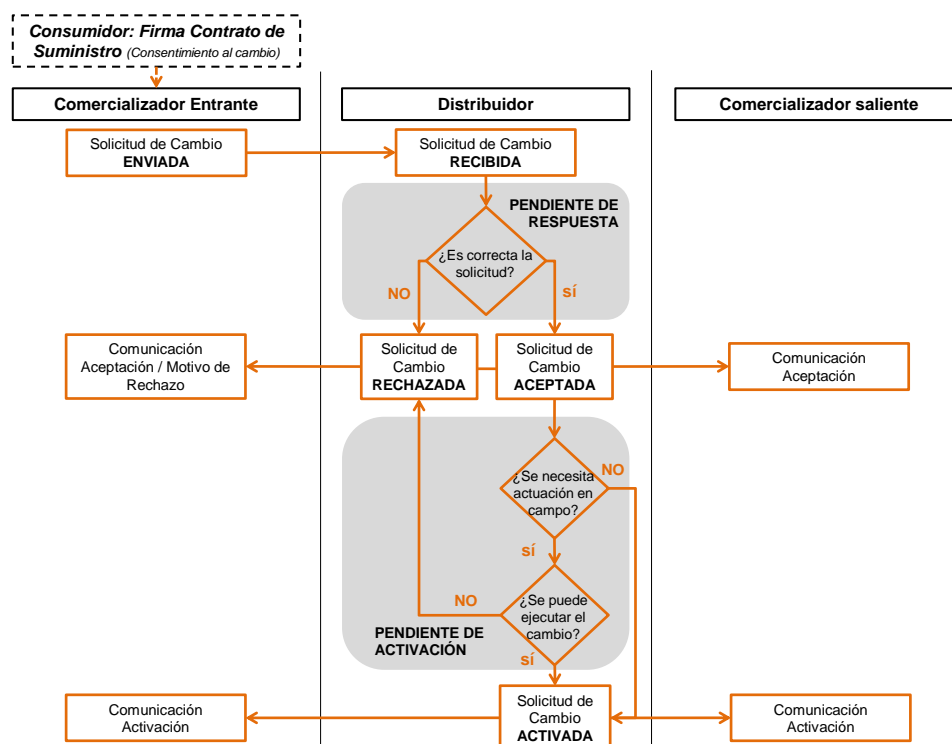 Consumidor: Firma Contrato de
Suministro (Consentimiento al cambio)
Comercializador Entrante
Distribuidor
Comercializador saliente
Solicitud de Cambio
ENVIADA
Solicitud de Cambio
RECIBIDA
PENDIENTE DE
RESPUESTA
¿Es correcta la
solicitud?
NO
sí
Comunicación
Aceptación / Motivo de
Rechazo
Solicitud de
Cambio
RECHAZADA
Solicitud de
Cambio
ACEPTADA
Comunicación
Aceptación
¿Se necesita
actuación en
campo?
NO
sí
¿Se puede
ejecutar el
cambio?
NO
PENDIENTE DE
ACTIVACIÓN
sí
Comunicación
Activación
Solicitud de
Cambio
ACTIVADA
Comunicación
Activación